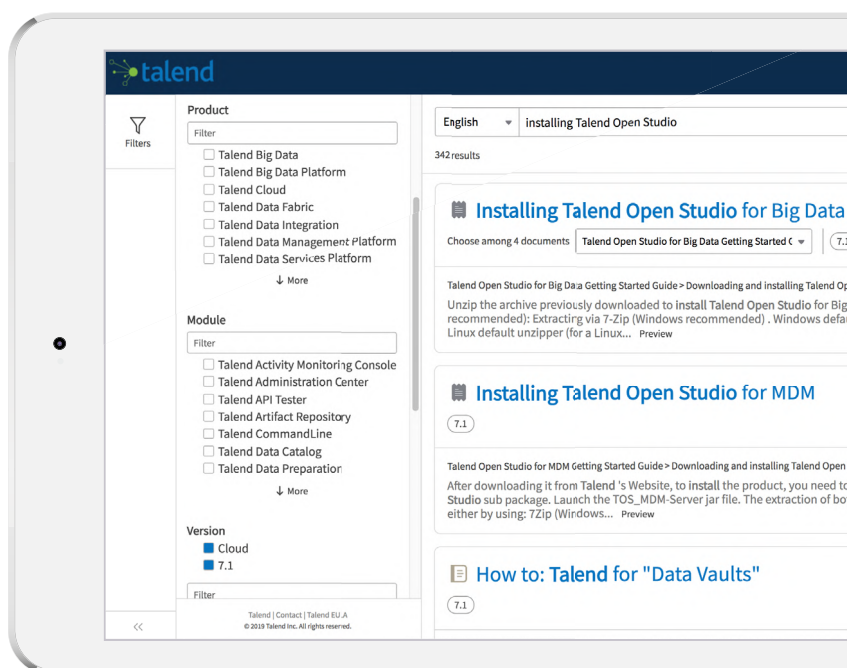 talend
Filters
Product
Filter
Talend Big Data
Talend Big Data Platform
Talend Cloud
Talend Data Fabric
Talend Data Integration
Talend Data Management Platform
Talend Data Services Platform
↓ More
Module
Filter
Talend Activity Monitoring Console
Talend Administration Center
Talend API Tester
Talend Artifact Repository
Talend CommandLine
Talend Data Catalog
Talend Data Preparation
↓ More
Version
Cloud
7.1
Filter
Talend | Contact | Talend EULA
© 2019 Talend Inc. All rights reserved.
English installing Talend Open Studio
342 results
Installing Talend Open Studio for Big Data
Choose among 4 documents Talend Open Studio for Big Data Getting Started 7.1
Talend Open Studio for Big Data Getting Started Guide > Downloading and installing Talend Op
Unzip the archive previously downloaded to install Talend Open Studio for Big
recommended): Extracting via 7-Zip (Windows recommended) . Windows defau
Linux default unzipper (for a Linux... Preview
Installing Talend Open Studio for MDM
7.1
Talend Open Studio for MDM Getting Started Guide > Downloading and installing Talend Open
After downloading it from Talend 's Website, to install the product, you need to
Studio sub package. Launch the TOS_MDM-Server jar file. The extraction of bo
either by using: 7Zip (Windows... Preview
How to: Talend for "Data Vaults"
7.1